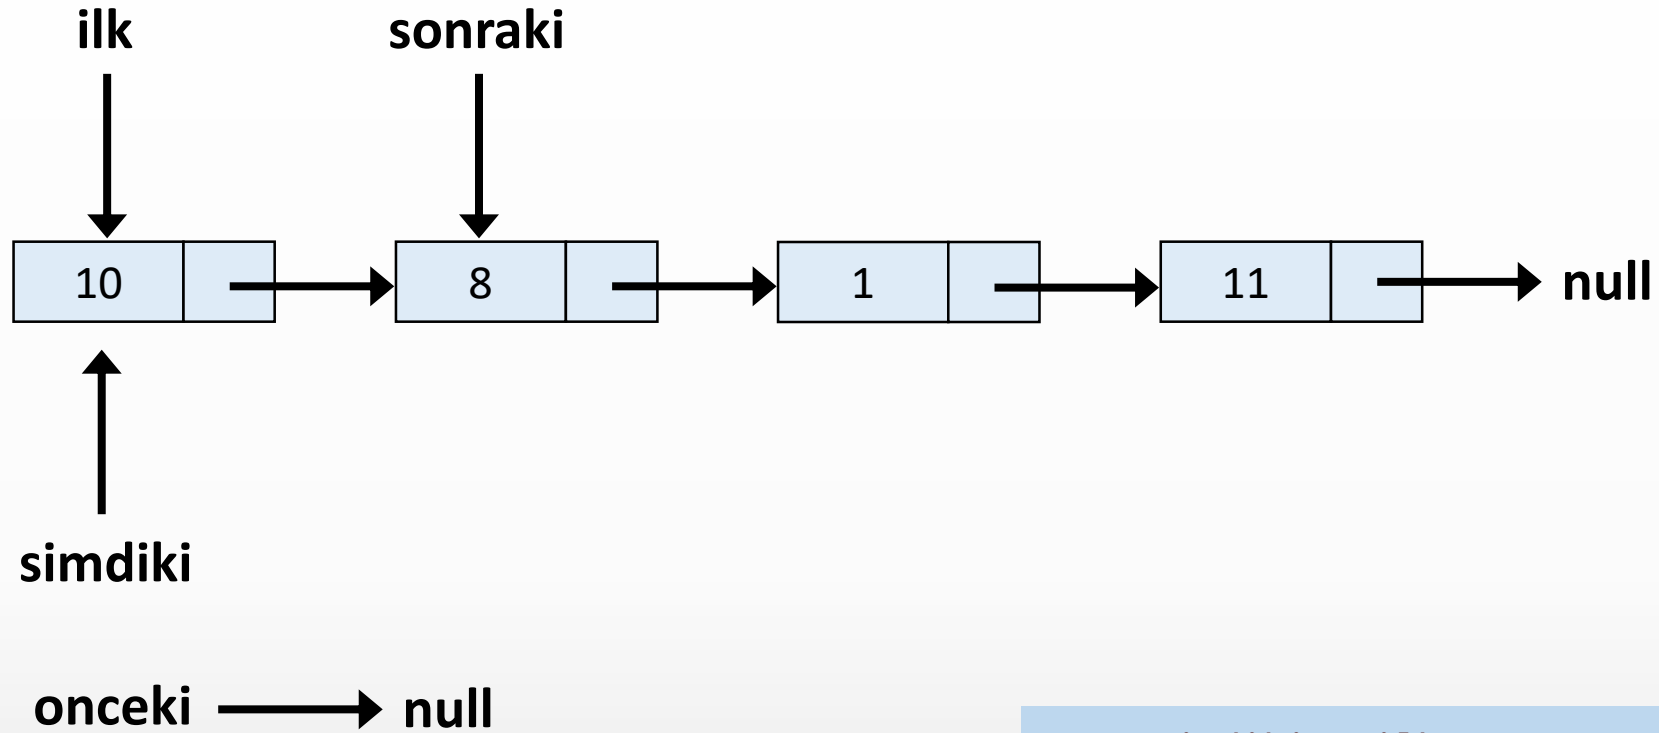 ilk sonraki
10 8 1 11 null
simdiki
onceki null